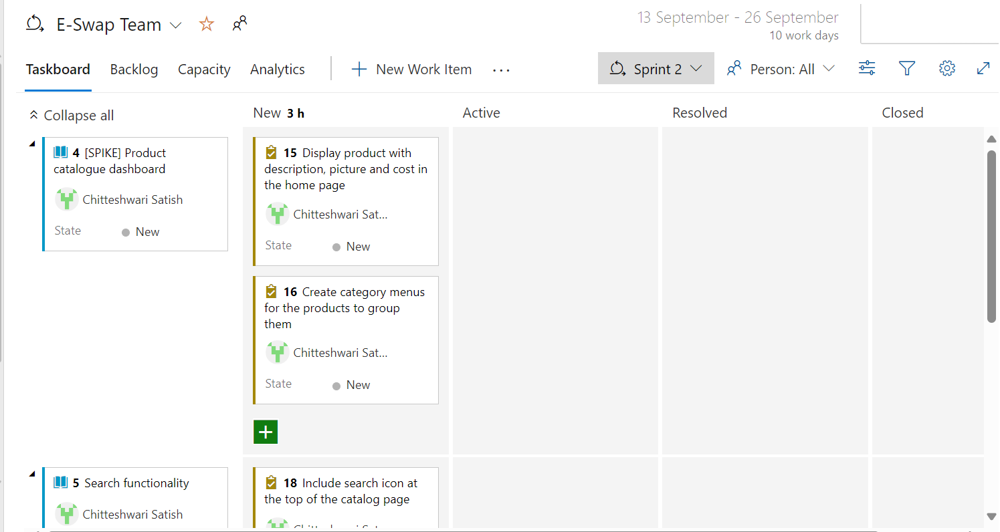 E-Swap Team
13 September - 26 September
10 work days
Taskboard Backlog Capacity Analytics New Work Item ... Sprint 2 Person: All
Collapse all
New 3 h
Active
Resolved
Closed
4 [SPIKE] Product
catalogue dashboard
Chitteshwari Satish
State New
15 Display product with
description, picture and cost in
the home page
Chitteshwari Sat...
State New
16 Create category menus
for the products to group
them
Chitteshwari Sat...
State New
5 Search functionality
Chitteshwari Satish
18 Include search icon at
the top of the catalog page